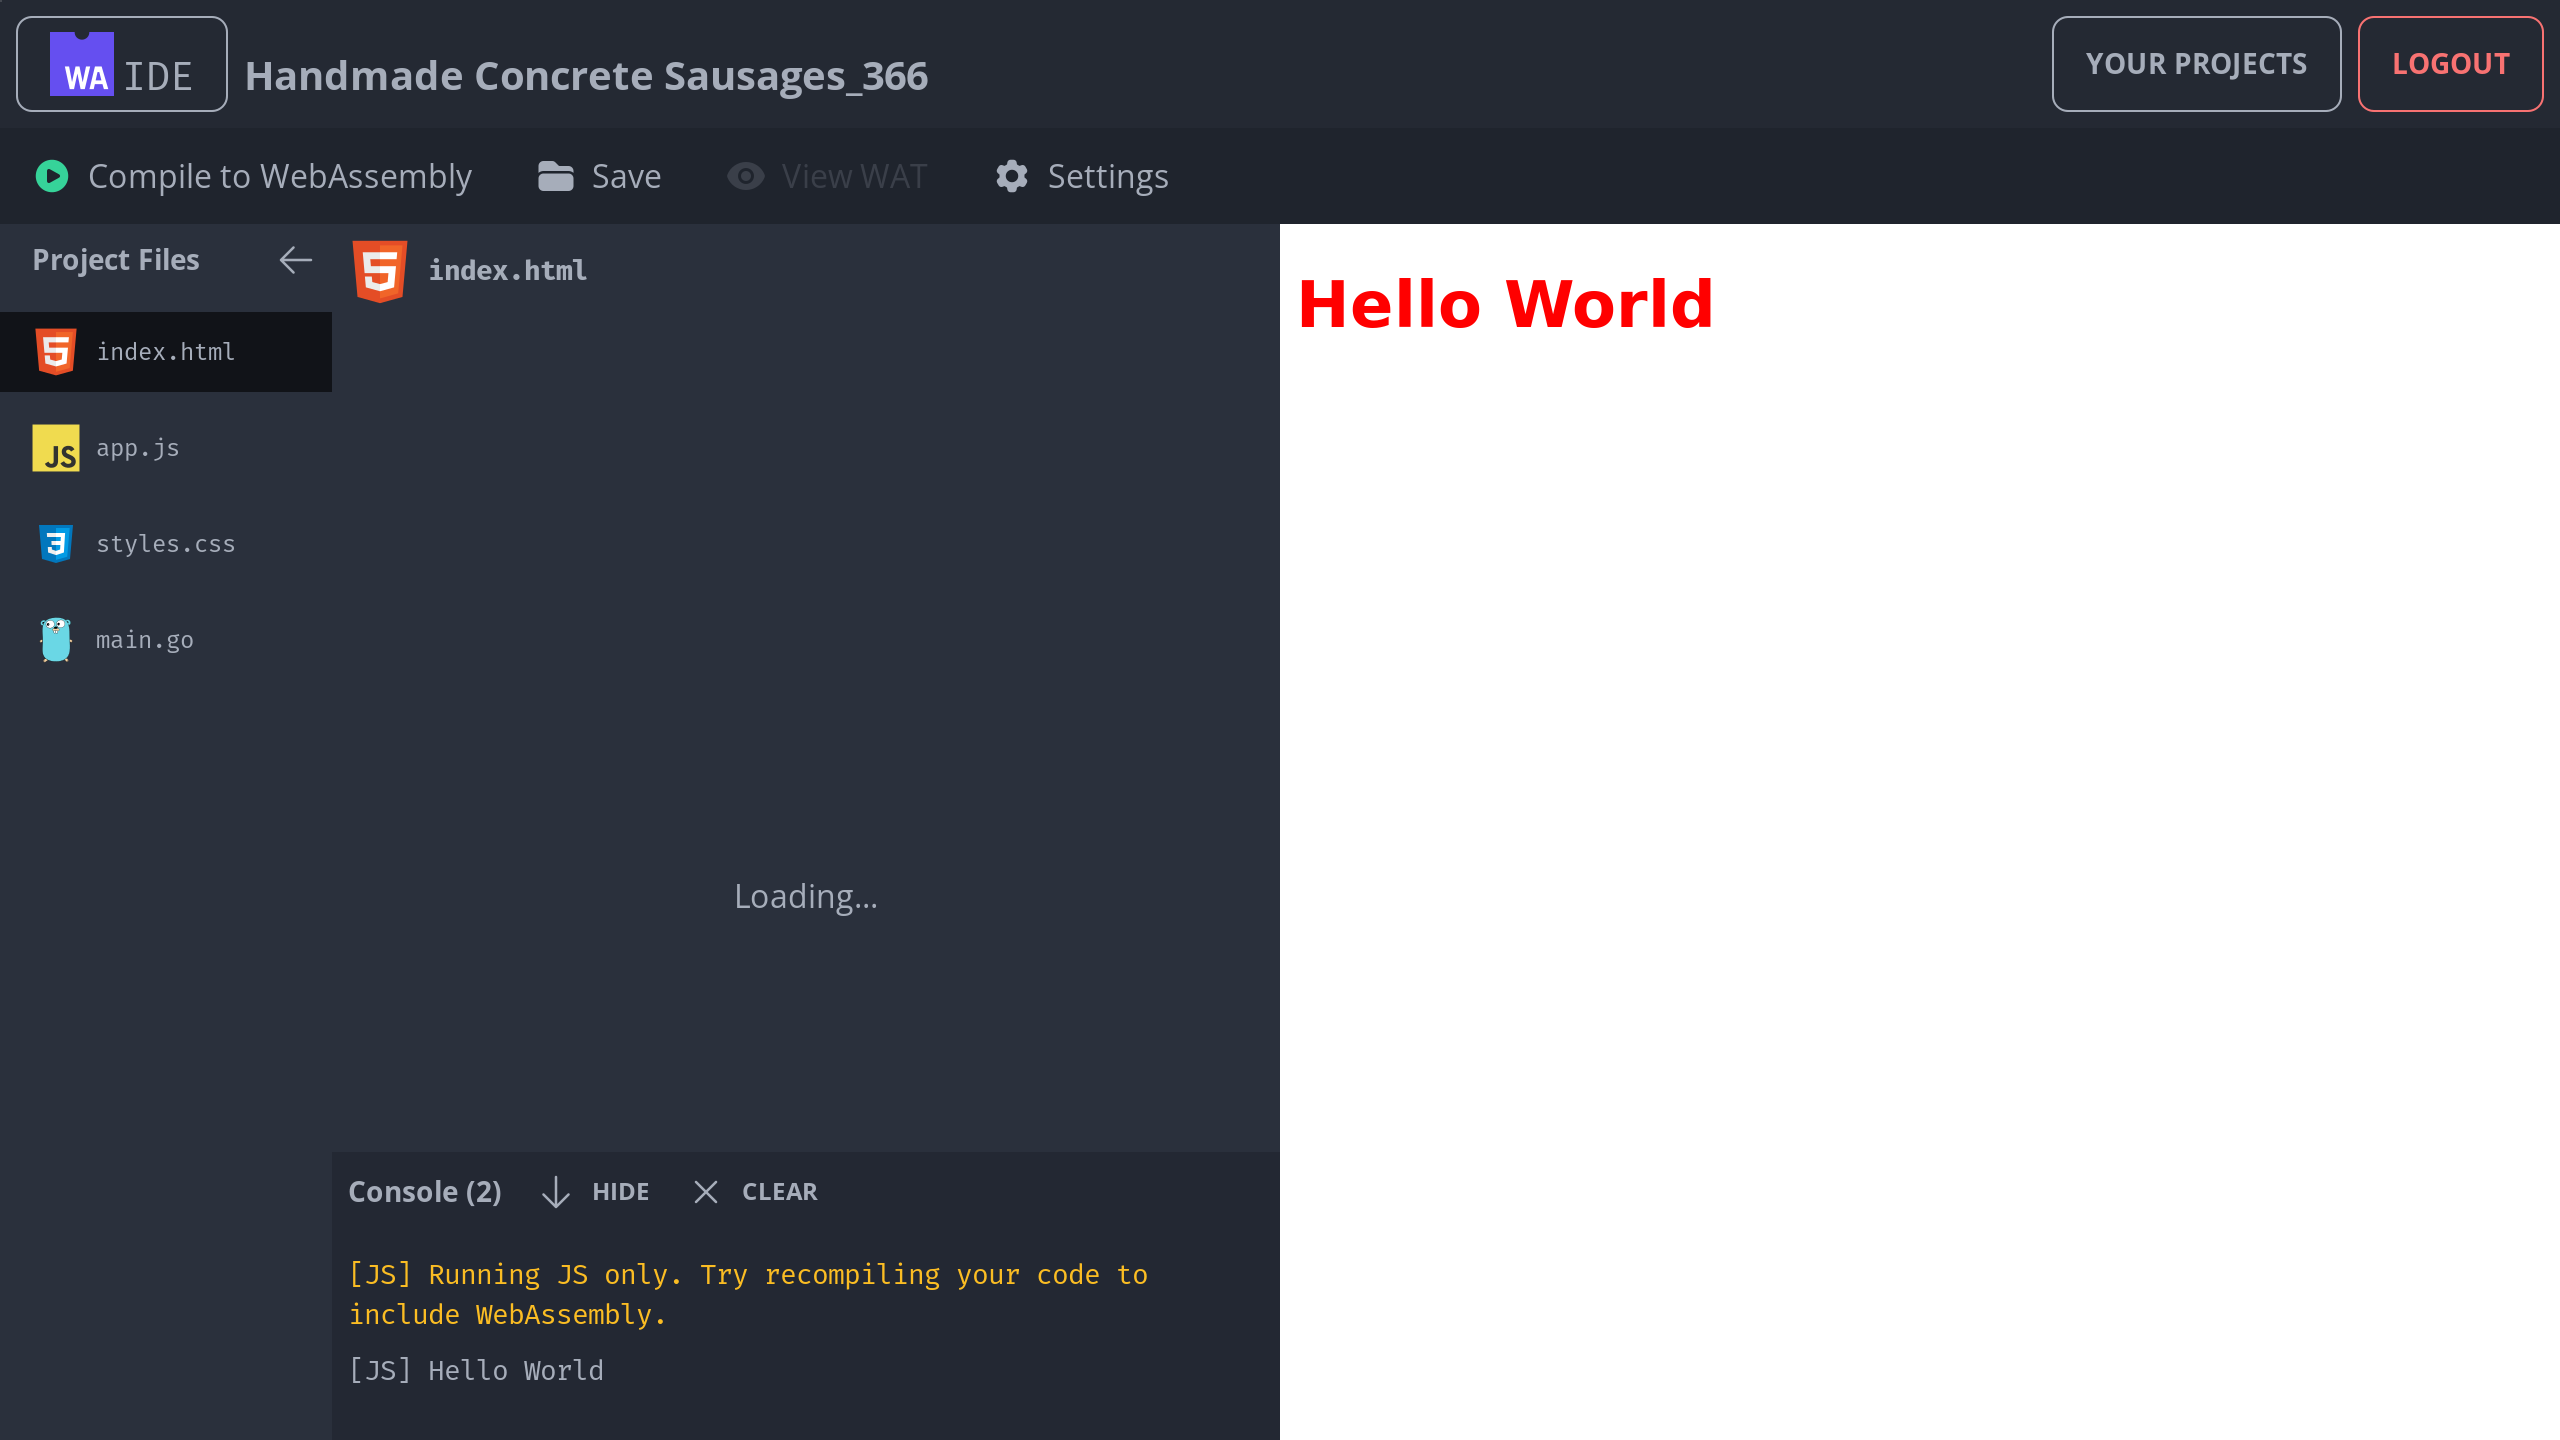 WA IDE Handmade Concrete Sausages_366 YOUR PROJECTS LOGOUT
Compile to WebAssembly Save View WAT Settings
Project Files
index.html
JS app.js
styles.css
main.go
index.html
Loading...
Console (2) HIDE CLEAR
[JS] Running JS only. Try recompiling your code to
include WebAssembly.
[JS] Hello World
Hello World